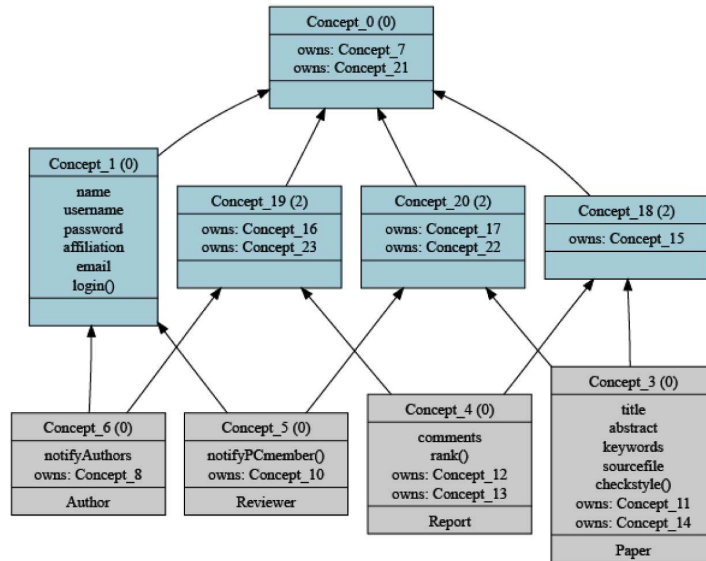 Concept_0 (0)
owns: Concept_7
owns: Concept_21
Concept_1 (0)
name
username
password
affiliation
email
login()
Concept_19 (2)
owns: Concept_16
owns: Concept_23
Concept_20 (2)
owns: Concept_17
owns: Concept_22
Concept_18 (2)
owns: Concept_15
Concept_6 (0)
notifyAuthors
owns: Concept_8
Author
Concept_5 (0)
notifyPCmember()
owns: Concept_10
Reviewer
Concept_4 (0)
comments
rank()
owns: Concept_12
owns: Concept_13
Report
Concept_3 (0)
title
abstract
keywords
sourcefile
checkstyle()
owns: Concept_11
owns: Concept_14
Paper